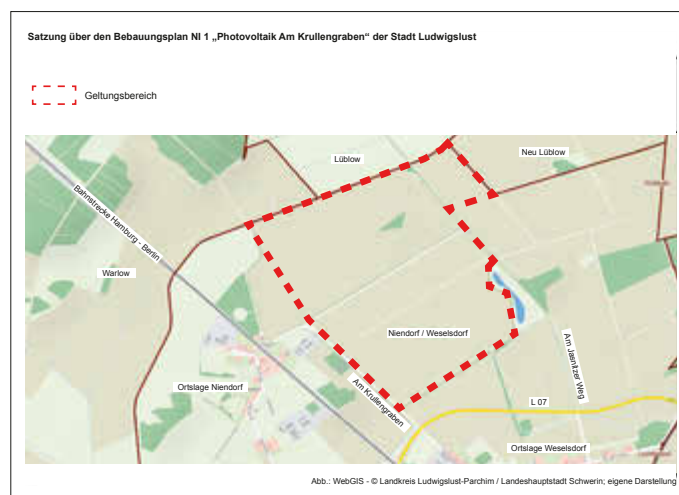 Satzung über den Bebauungsplan NI 1 „Photovoltaik Am Krullengraben“ der Stadt Ludwigslust
Geltungsbereich
Lüblow
Neu Lüblow
Bahnstrecke Hamburg - Berlin
Warlow
Niendorf / Weselsdorf
Am Jasnitzer Weg
Ortslage Niendorf
Am Krullengraben
L 07
Ortslage Weselsdorf
Abb.: WebGIS - © Landkreis Ludwigslust-Parchim / Landeshauptstadt Schwerin; eigene Darstellung